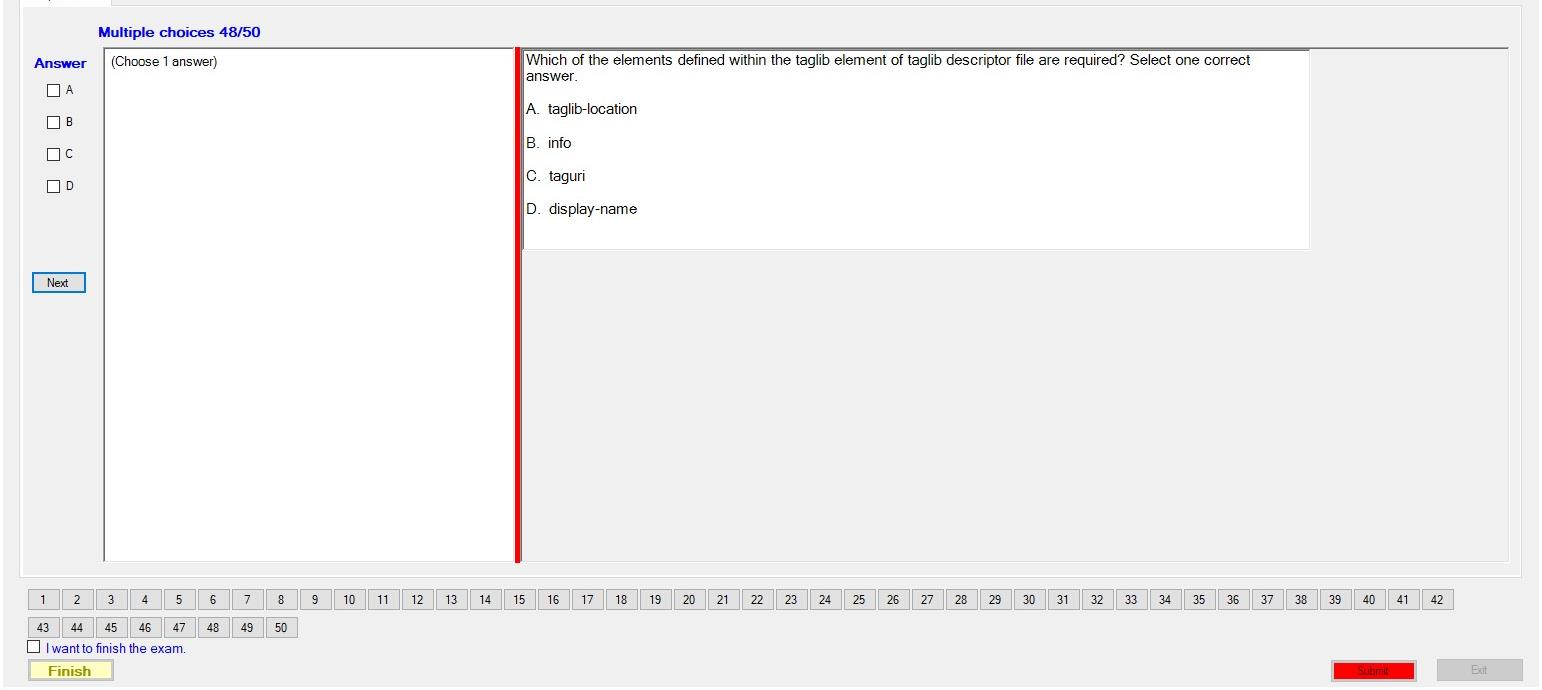 Multiple choices 48/50
Answer
(Choose 1 answer)
A
B
C
D
Next
Which of the elements defined within the taglib element of taglib descriptor file are required? Select one correct
answer.
A. taglib-location
B. info
C. taguri
D. display-name
1 2 3 4 5 6 7 8 9 10 11 12 13 14 15 16 17 18 19 20 21 22 23 24 25 26 27 28 29 30 31 32 33 34 35 36 37 38 39 40 41 42
43 44 45 46 47 48 49 50
I want to finish the exam.
Finish
Submit
Exit